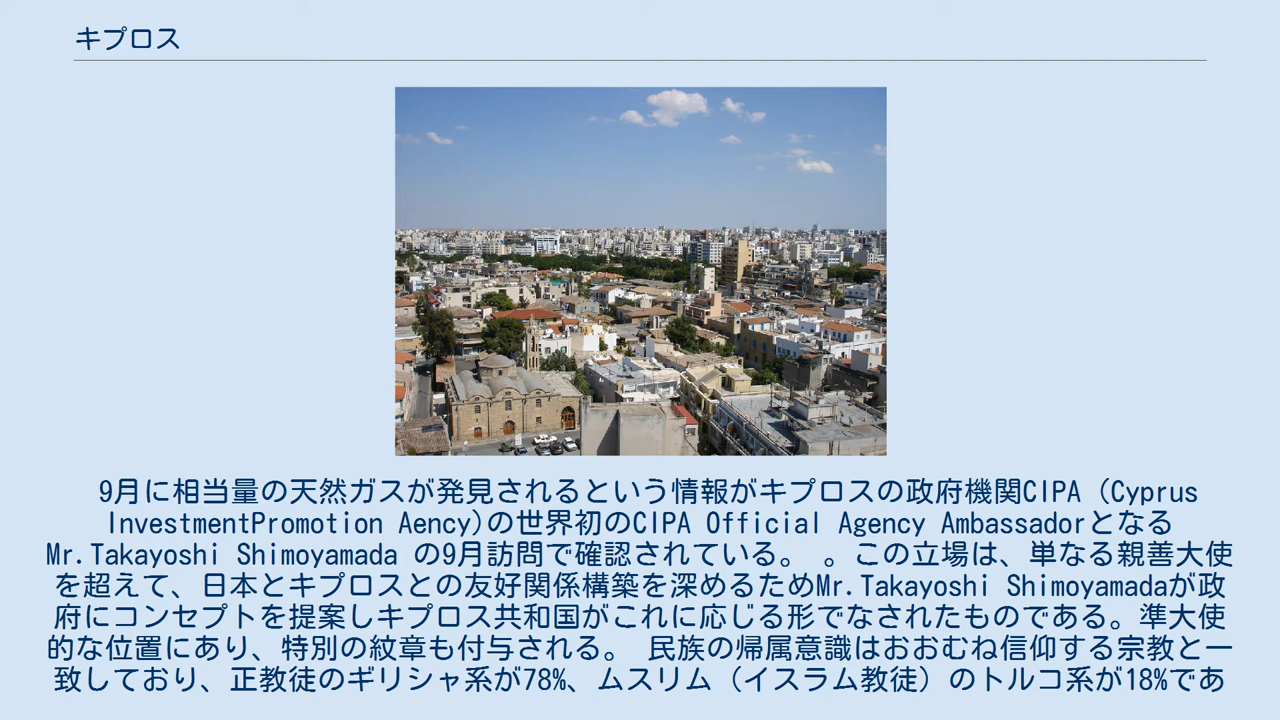 キプロス
9月に相当量の天然ガスが発見されるという情報がキプロスの政府機関CIPA (Cyprus
InvestmentPromotion Aency)の世界初のCIPA Official Agency Ambassadorとなる
Mr.Takayoshi Shimoyamada の9月訪問で確認されている。 。この立場は、単なる親善大使
を超えて、日本とキプロスとの友好関係構築を深めるためMr.Takayoshi Shimoyamadaが政
府にコンセプトを提案しキプロス共和国がこれに応じる形でなされたものである。準大使
的な位置にあり、特別の紋章も付与される。 民族の帰属意識はおおむね信仰する宗教と一
致しており、正教徒のギリシャ系が78%、ムスリム（イスラム教徒）のトルコ系が18%であ